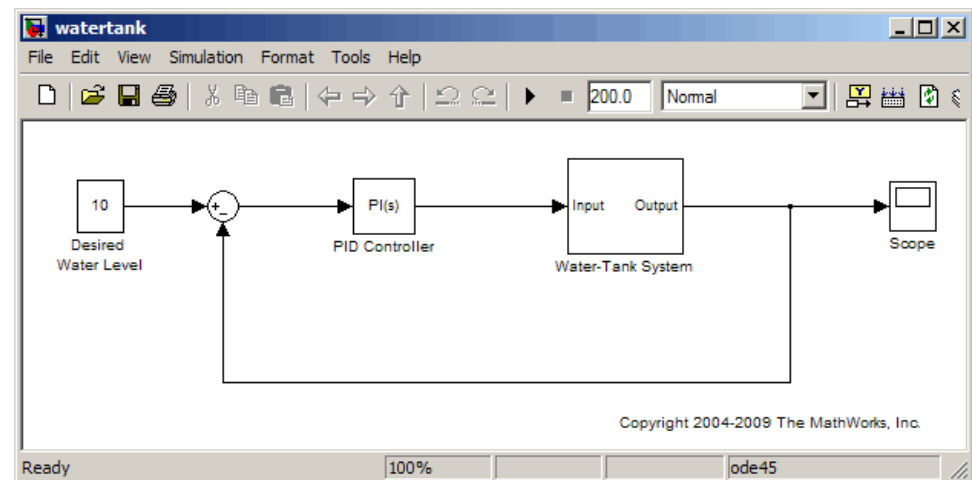 watertank
File Edit View Simulation Format Tools Help
200.0 Normal
10
Desired
Water Level
+
-
PI(s)
PID Controller
Input Output
Water-Tank System
Scope
Copyright 2004-2009 The MathWorks, Inc.
Ready 100% ode45